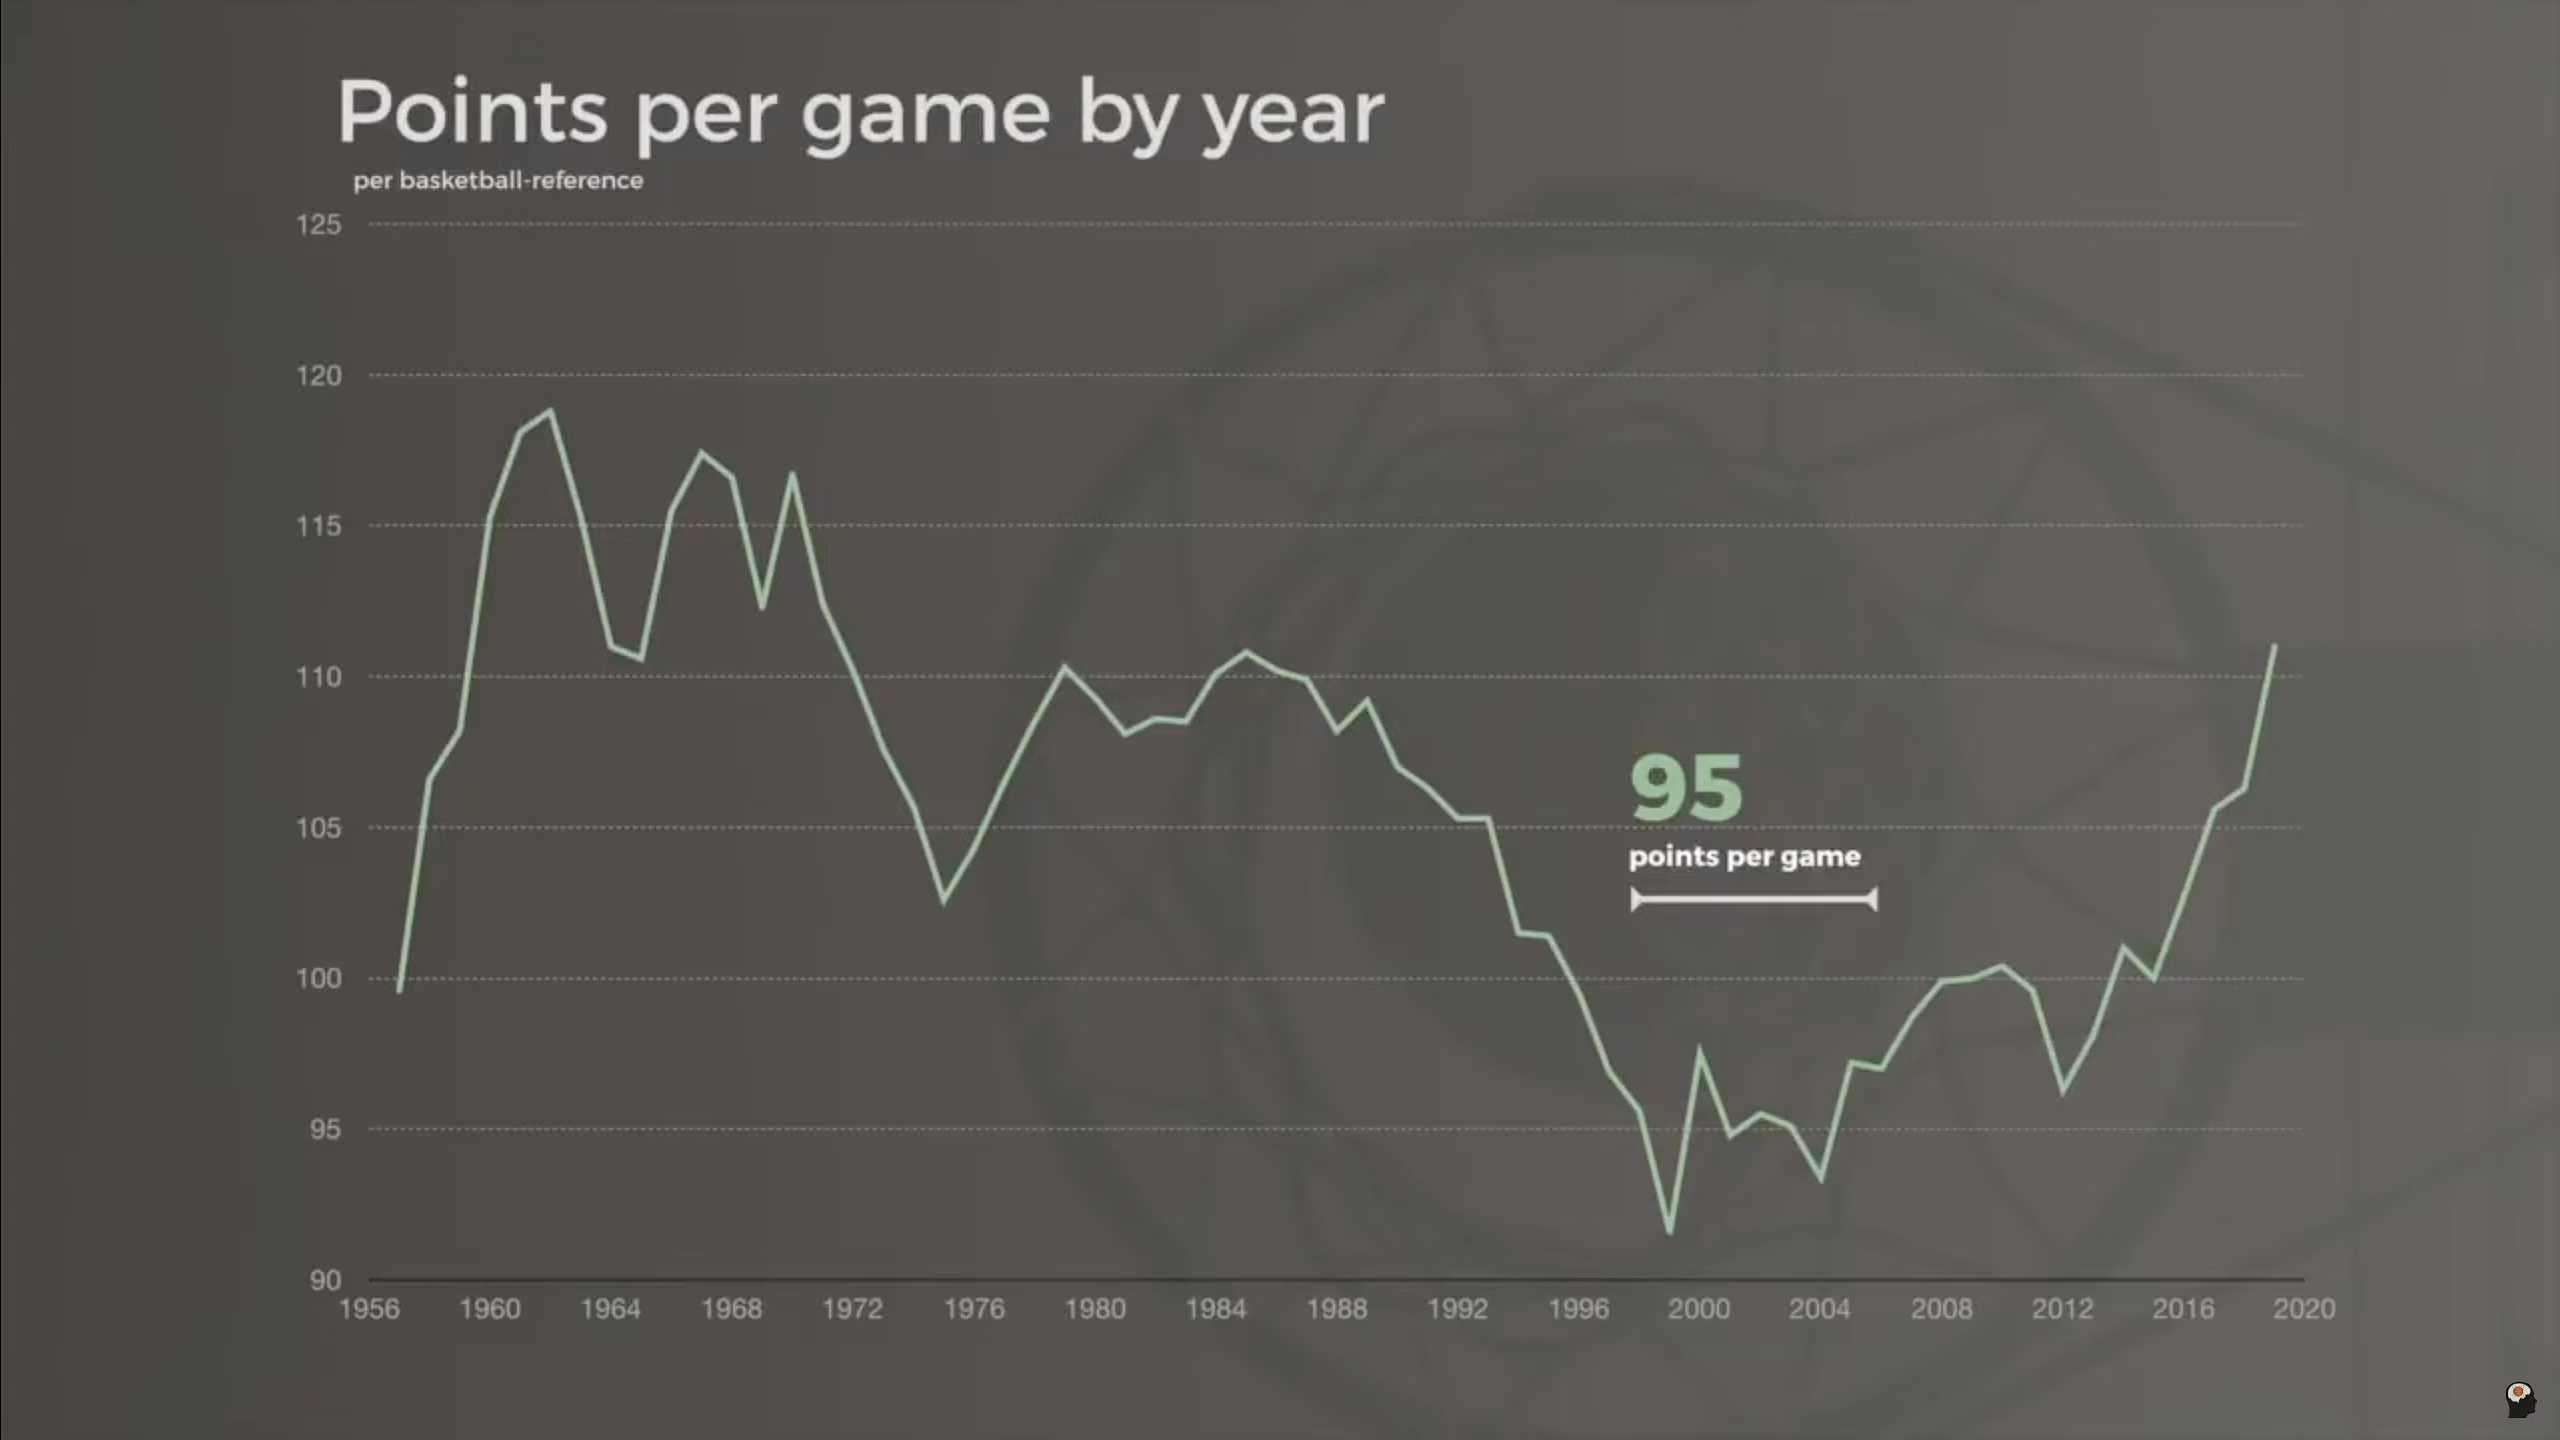 Points per game by year
per basketball-reference
125
120
115
110
105
100
95
90
95
points per game
1956 1960 1964 1968 1972 1976 1980 1984 1988 1992 1996 2000 2004 2008 2012 2016 2020